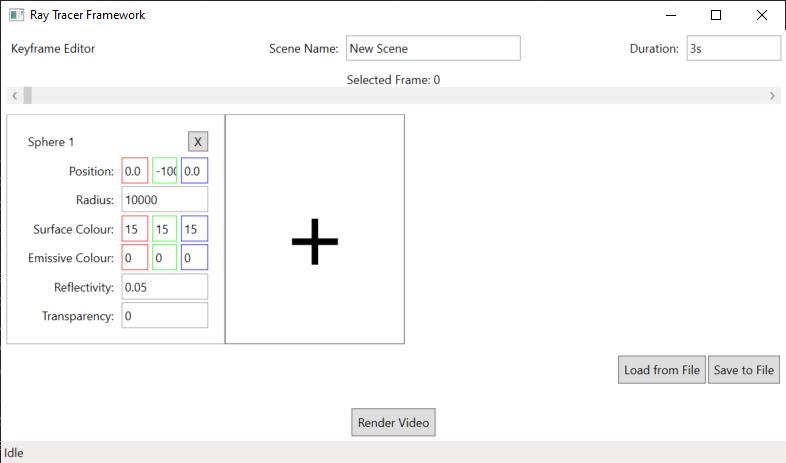 Ray Tracer Framework
Keyframe Editor Scene Name: New Scene Duration: 3s
Selected Frame: 0
Sphere 1 X
Position: 0.0 0.0
Radius: 10000
Surface Colour: 15 15 15
Emissive Colour: 0 0 0
Reflectivity: 0.05
Transparency: 0
Load from File Save to File
Render Video
Idle